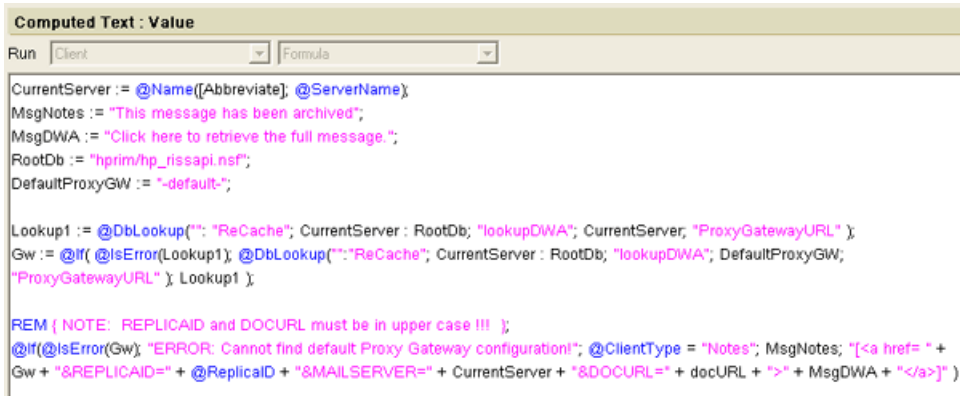 Computed Text : Value
Run Client Formula
CurrentServer := @Name([Abbreviate]; @ServerName);
MsgNotes := "This message has been archived";
MsgDWA := "Click here to retrieve the full message.";
RootDb := "hprim/hp_rissapi.nsf";
DefaultProxyGW := "-default-";
Lookup1 := @DbLookup("": "ReCache"; CurrentServer : RootDb; "lookupDWA"; CurrentServer; "ProxyGatewayURL" );
Gw := @If( @IsError(Lookup1); @DbLookup("":"ReCache"; CurrentServer : RootDb; "lookupDWA"; DefaultProxyGW;
"ProxyGatewayURL" ); Lookup1 );
REM { NOTE:  REPLICAID and DOCURL must be in upper case !!!  };
@If(@IsError(Gw); "ERROR: Cannot find default Proxy Gateway configuration!"; @ClientType = "Notes"; MsgNotes; "[<a href= " +
Gw + "&REPLICAID=" + @ReplicaID + "&MAILSERVER=" + CurrentServer + "&DOCURL=" + docURL + ">" + MsgDWA + "</a>]" )